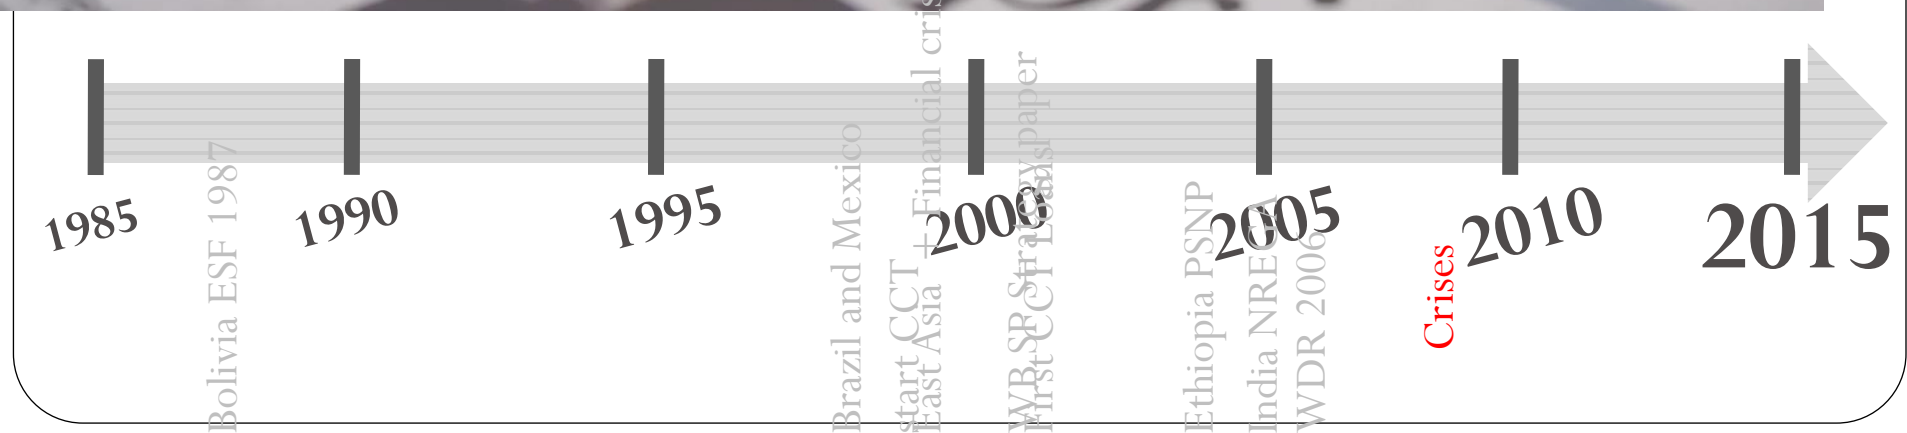 1985
1990
1995
2000
2005
2010
2015
Bolivia ESF 1987
Brazil and Mexico
start CCT
East Asia + Financial
WB SP Strategy paper
First CCT Loans
Ethiopia PSNP
India NREGA
WDR 2006
Crises